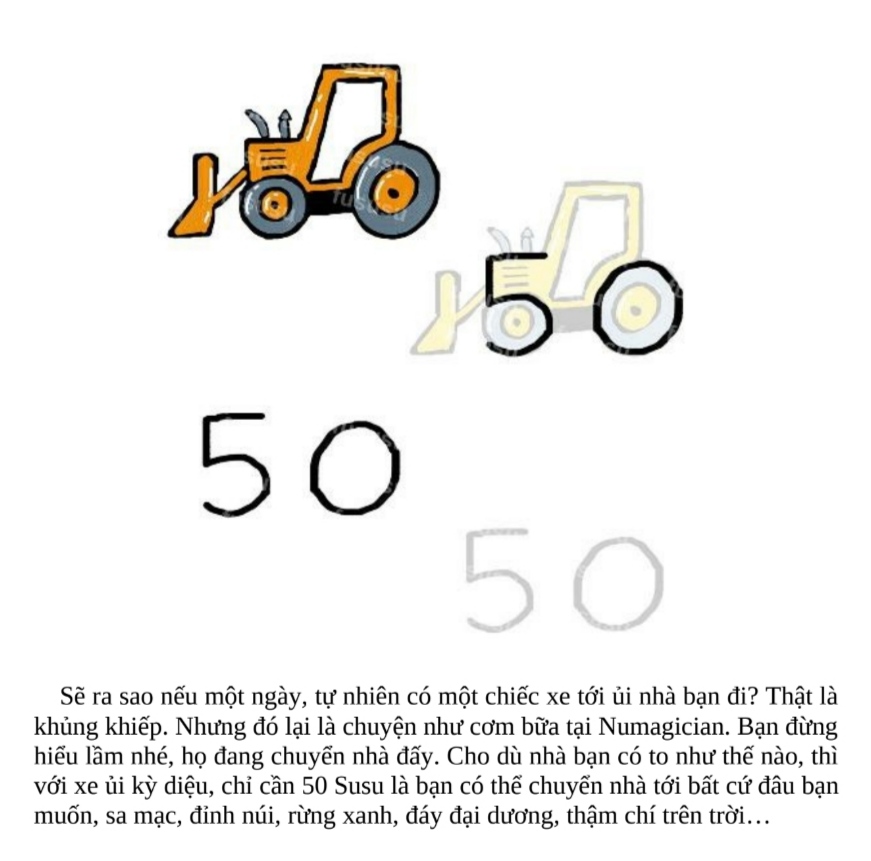 fususu
50
50
Sẽ ra sao nếu một ngày, tự nhiên có một chiếc xe tới ủi nhà bạn đi? Thật là
khủng khiếp. Nhưng đó lại là chuyện như cơm bữa tại Numagician. Bạn đừng
hiểu lầm nhé, họ đang chuyển nhà đấy. Cho dù nhà bạn có to như thế nào, thì
với xe ủi kỳ diệu, chỉ cần 50 Susu là bạn có thể chuyển nhà tới bất cứ đâu bạn
muốn, sa mạc, đỉnh núi, rừng xanh, đáy đại dương, thậm chí trên trời…